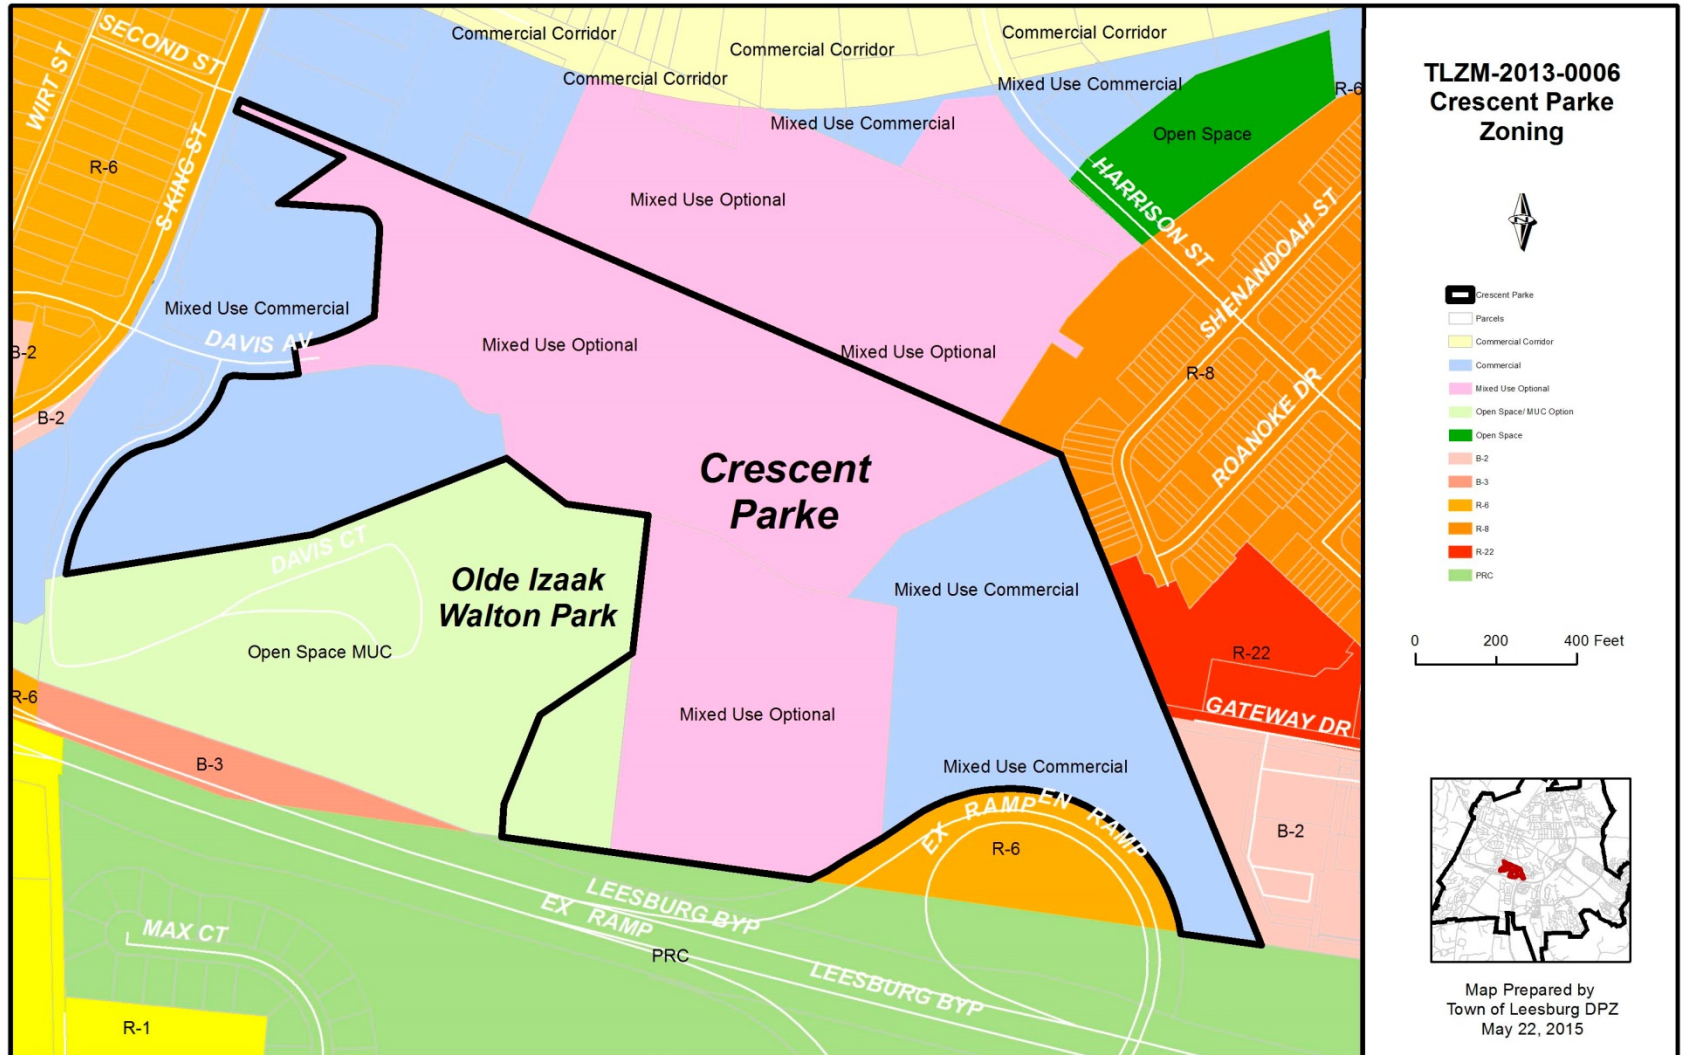 Commercial Corridor
Commercial Corridor
Commercial Corridor
Commercial Corridor
SECOND ST
WIRT ST
S KING ST
R-6
Mixed Use Commercial
R-6
Mixed Use Commercial
Open Space
HARRISON ST
SHENANDOAH ST
Mixed Use Optional
Mixed Use Commercial
DAVIS AV
B-2
B-2
Mixed Use Optional
Mixed Use Optional
R-8
ROANOKE DR
Crescent
Parke
DAVIS CT
Olde Izaak
Walton Park
Mixed Use Commercial
Open Space MUC
R-22
GATEWAY DR
R-6
Mixed Use Optional
B-3
Mixed Use Commercial
EX RAMP
EN RAMP
R-6
B-2
LEESBURG BYP
EX RAMP
MAX CT
PRC
LEESBURG BYP
R-1
TLZM-2013-0006
Crescent Parke
Zoning
N
Crescent Parke
Parcels
Commercial Corridor
Commercial
Mixed Use Optional
Open Space/ MUC Option
Open Space
B-2
B-3
R-6
R-8
R-22
PRC
0 200 400 Feet
Map Prepared by
Town of Leesburg DPZ
May 22, 2015